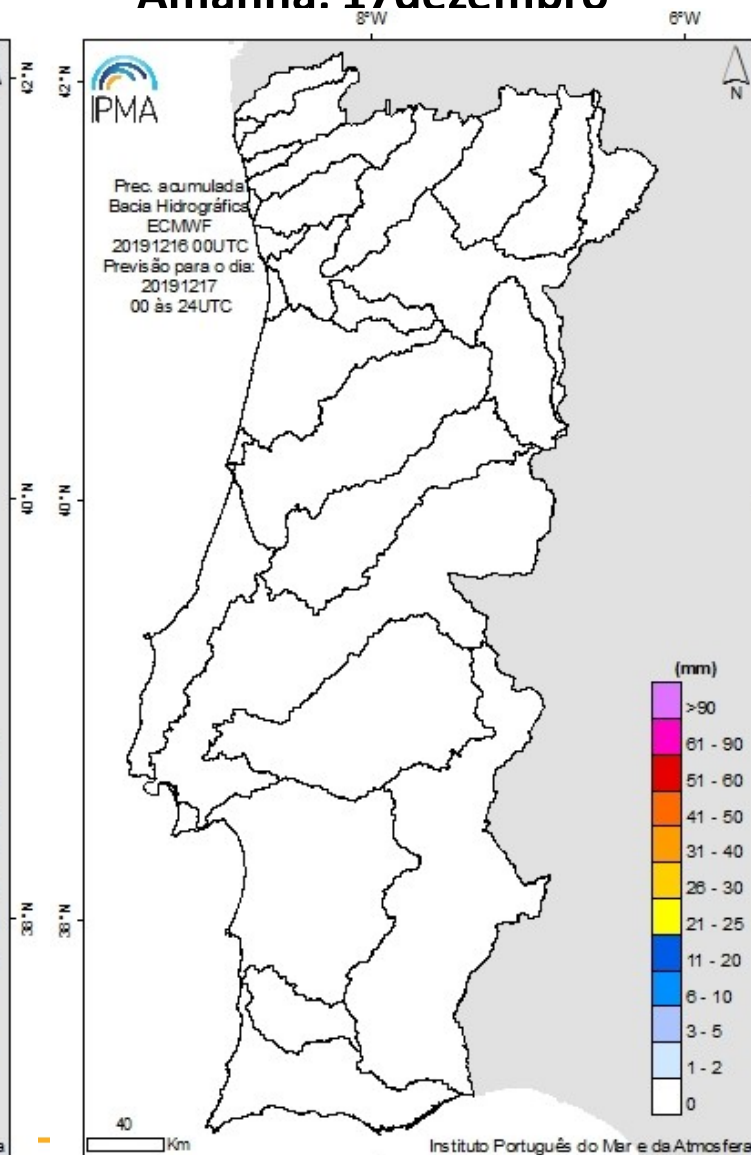 Amanhã: 17dezembro
8°W
6°W
42°N
42°N
IPMA
N
Prec. acumulada
Bacia Hidrográfica
ECMWF
20191216 00UTC
Previsão para o dia:
20191217
00 às 24UTC
40°N
40°N
(mm)
>90
61 - 90
51 - 60
41 - 50
31 - 40
26 - 30
21 - 25
11 - 20
6 - 10
3 - 5
1 - 2
0
38°N
38°N
40
Km
Instituto Português do Mar e da Atmosfera
a